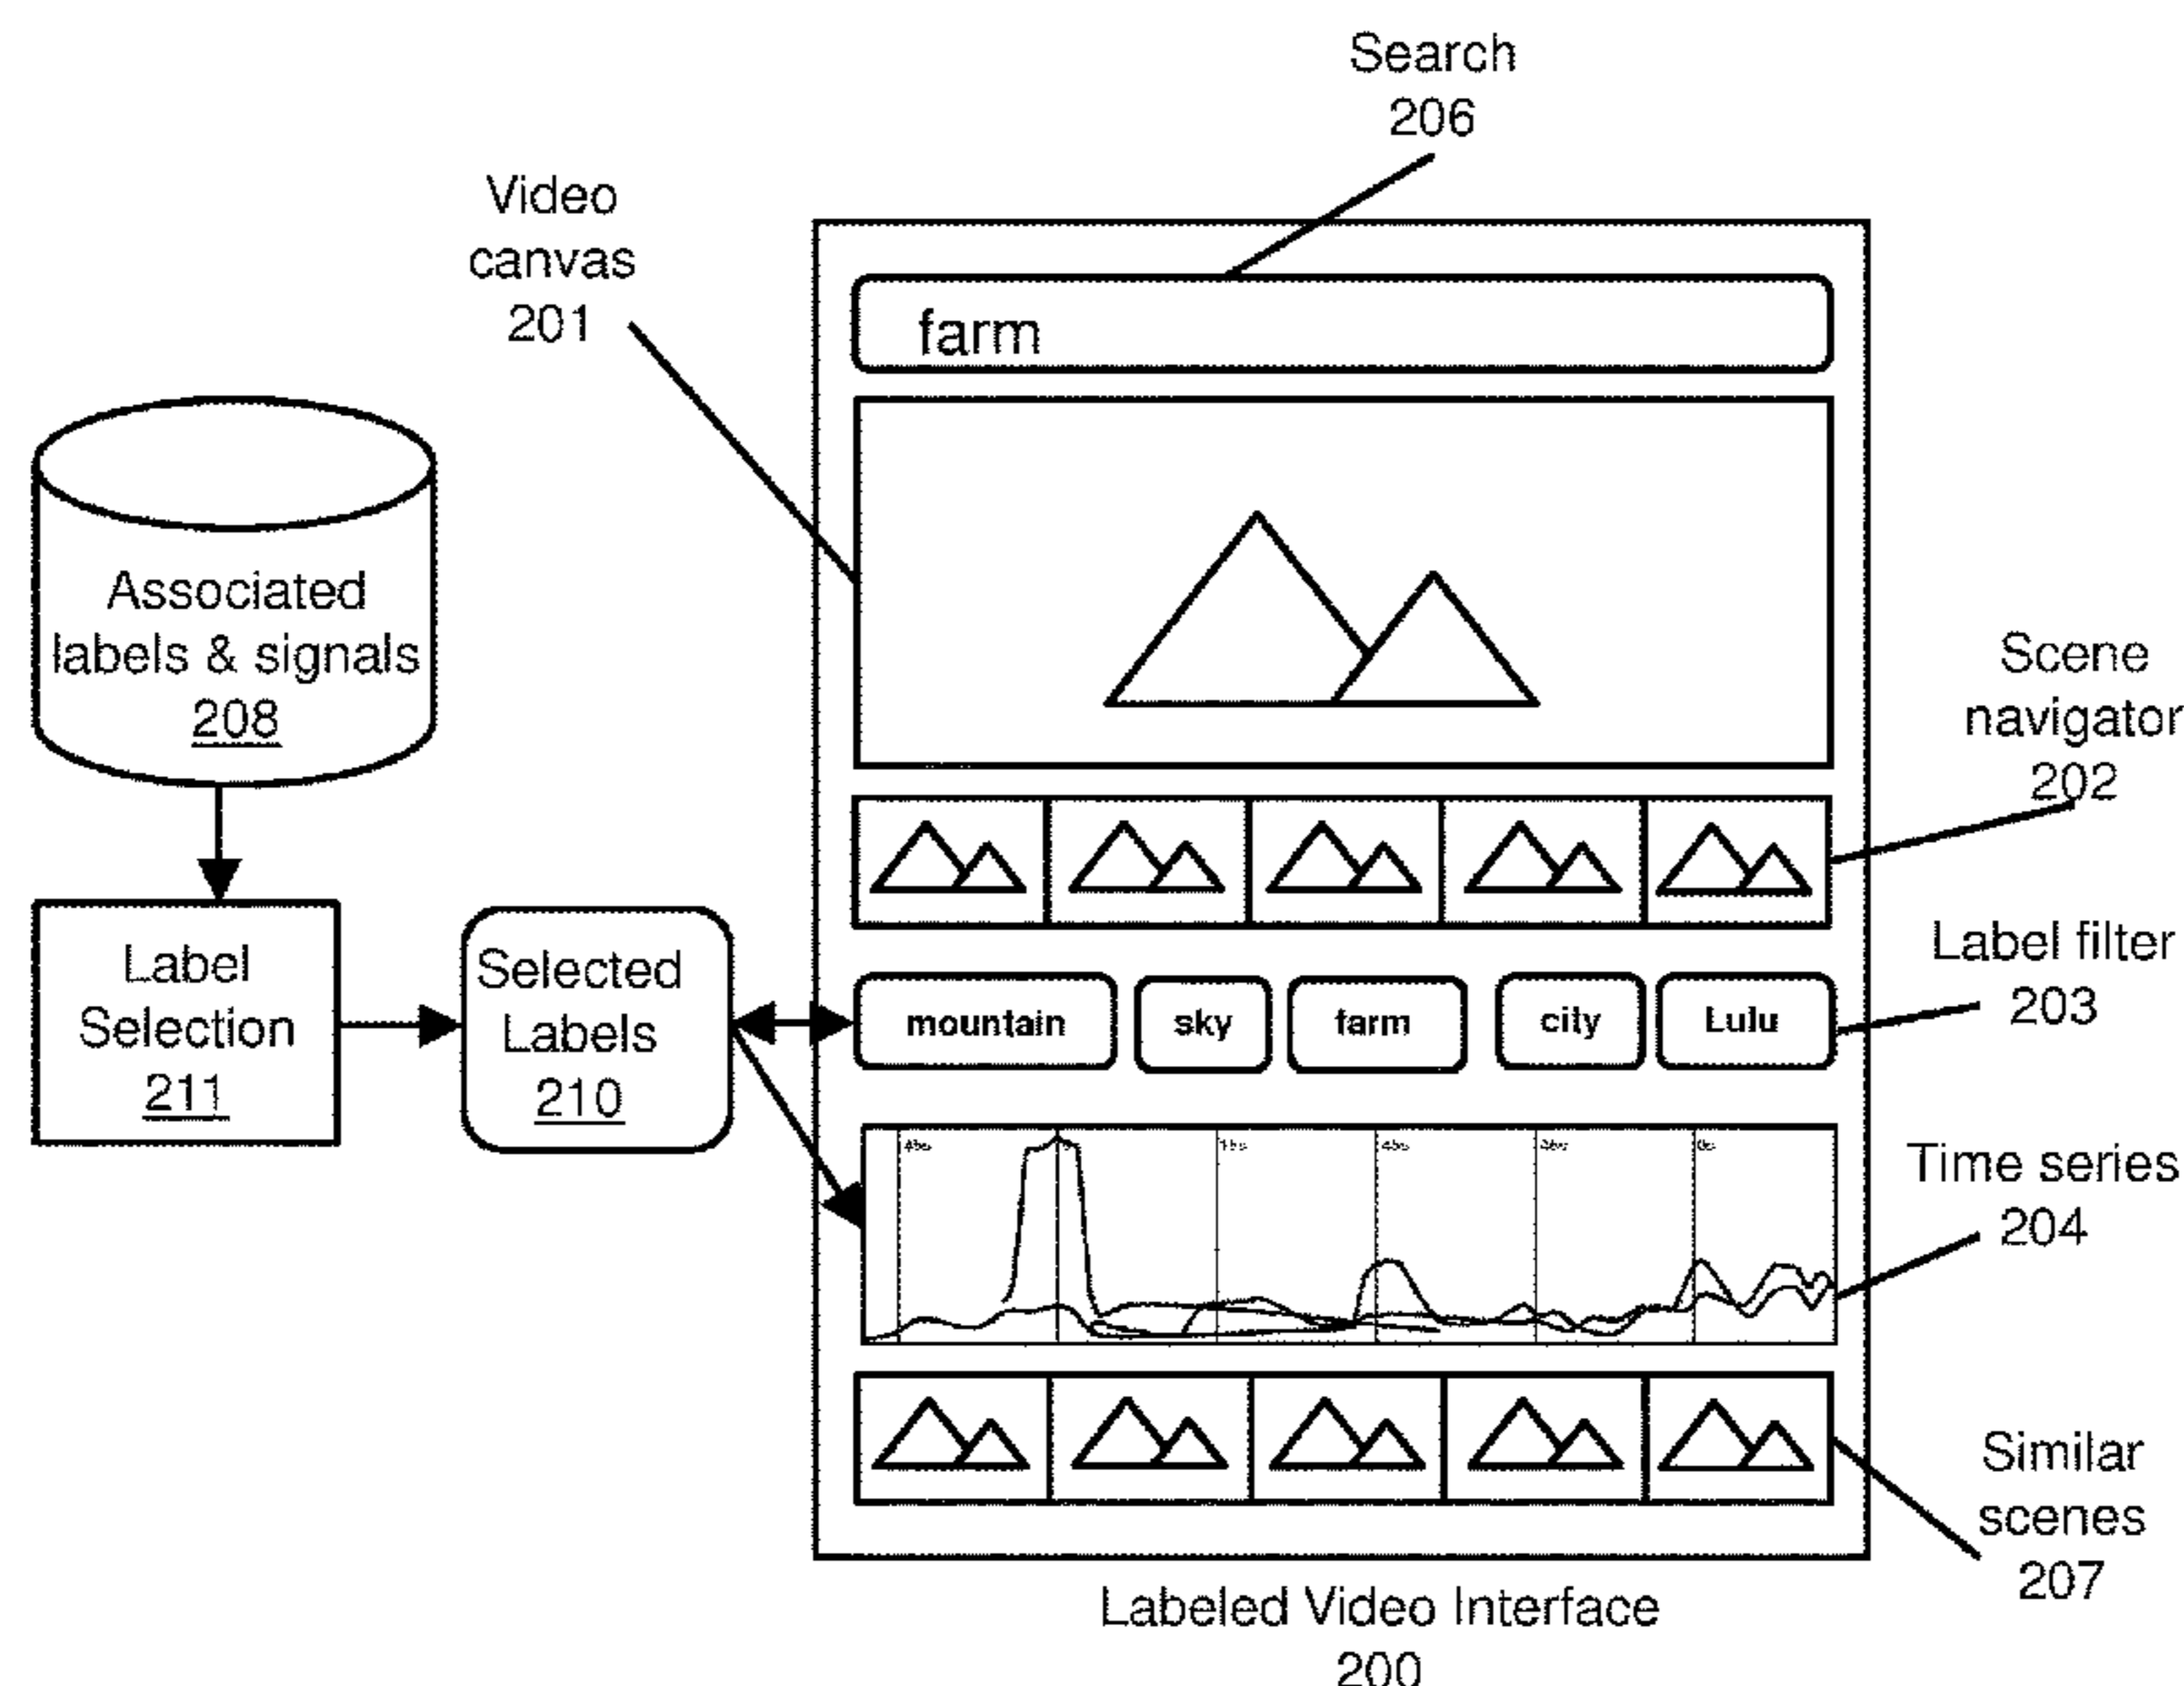 Search
206
Video
canvas
201
farm
Associated
labels & signals
208
Scene
navigator
202
Label filter
203
Label
Selection
211
Selected
Labels
210
mountain
sky
farm
city
Lulu
Time series
204
Similar
scenes
207
Labeled Video Interface
200